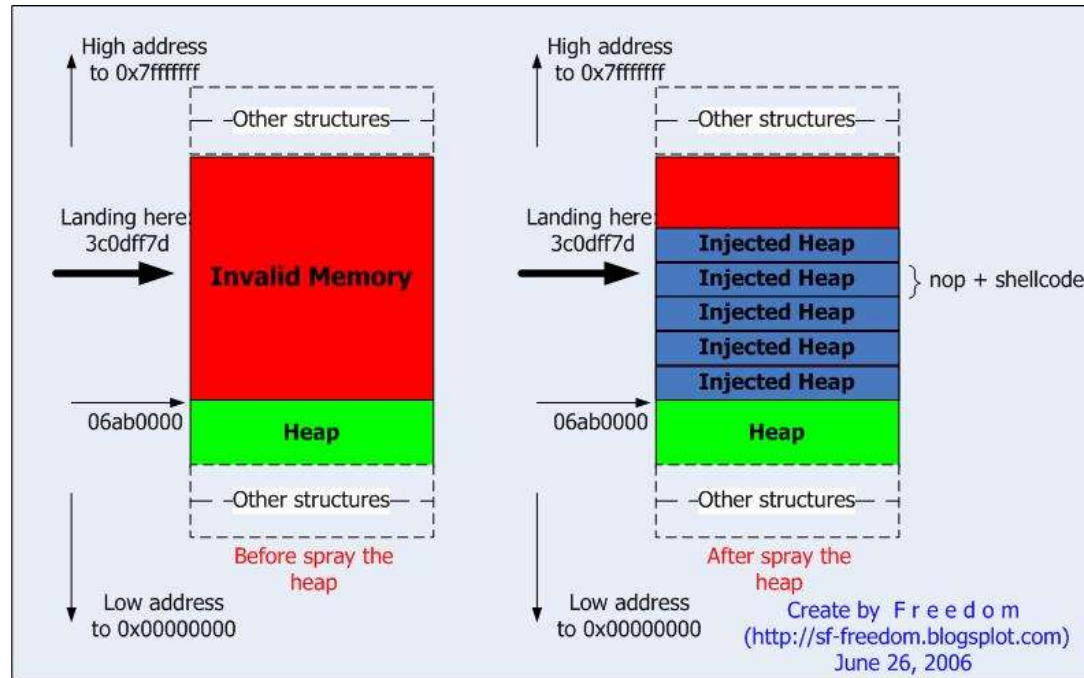 High address
to 0x7fffffff
Other structures
Landing here:
3c0dff7d
Invalid Memory
06ab0000
Heap
Other structures
Before spray the
heap
Low address
to 0x00000000
High address
to 0x7fffffff
Other structures
Landing here:
3c0dff7d
Injected Heap
Injected Heap
Injected Heap
Injected Heap
Injected Heap
nop + shellcode
06ab0000
Heap
Other structures
After spray the
heap
Low address
to 0x00000000
Create by F r e e d o m
(http://sf-freedom.blogsplot.com)
June 26, 2006